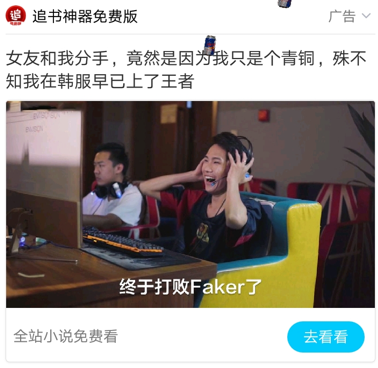 追书神器免费版
广告
女友和我分手，竟然是因为我只是个青铜，殊不
知我在韩服早已上了王者
终于打败Faker了
全站小说免费看
去看看